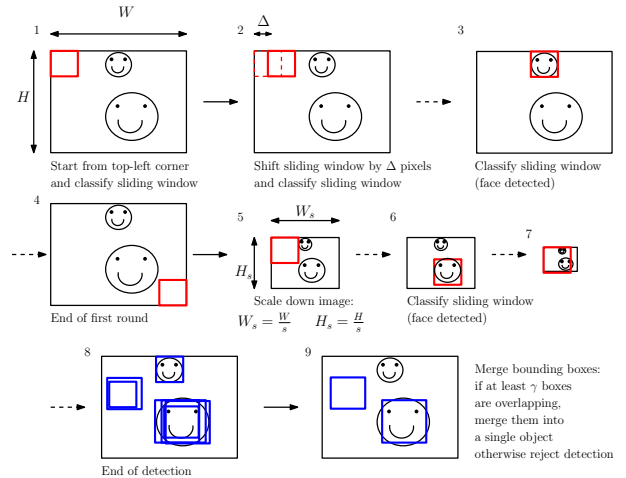 W
1
2
Δ
3
H
Start from top-left corner
and classify sliding window
Shift sliding window by Δ pixels
and classify sliding window
Classify sliding window
(face detected)
4
End of first round
5
W_s
H_s
Scale down image:
W_s = W/s   H_s = H/s
6
Classify sliding window
(face detected)
7
8
End of detection
9
Merge bounding boxes:
if at least γ boxes
are overlapping,
merge them into
a single object
otherwise reject detection